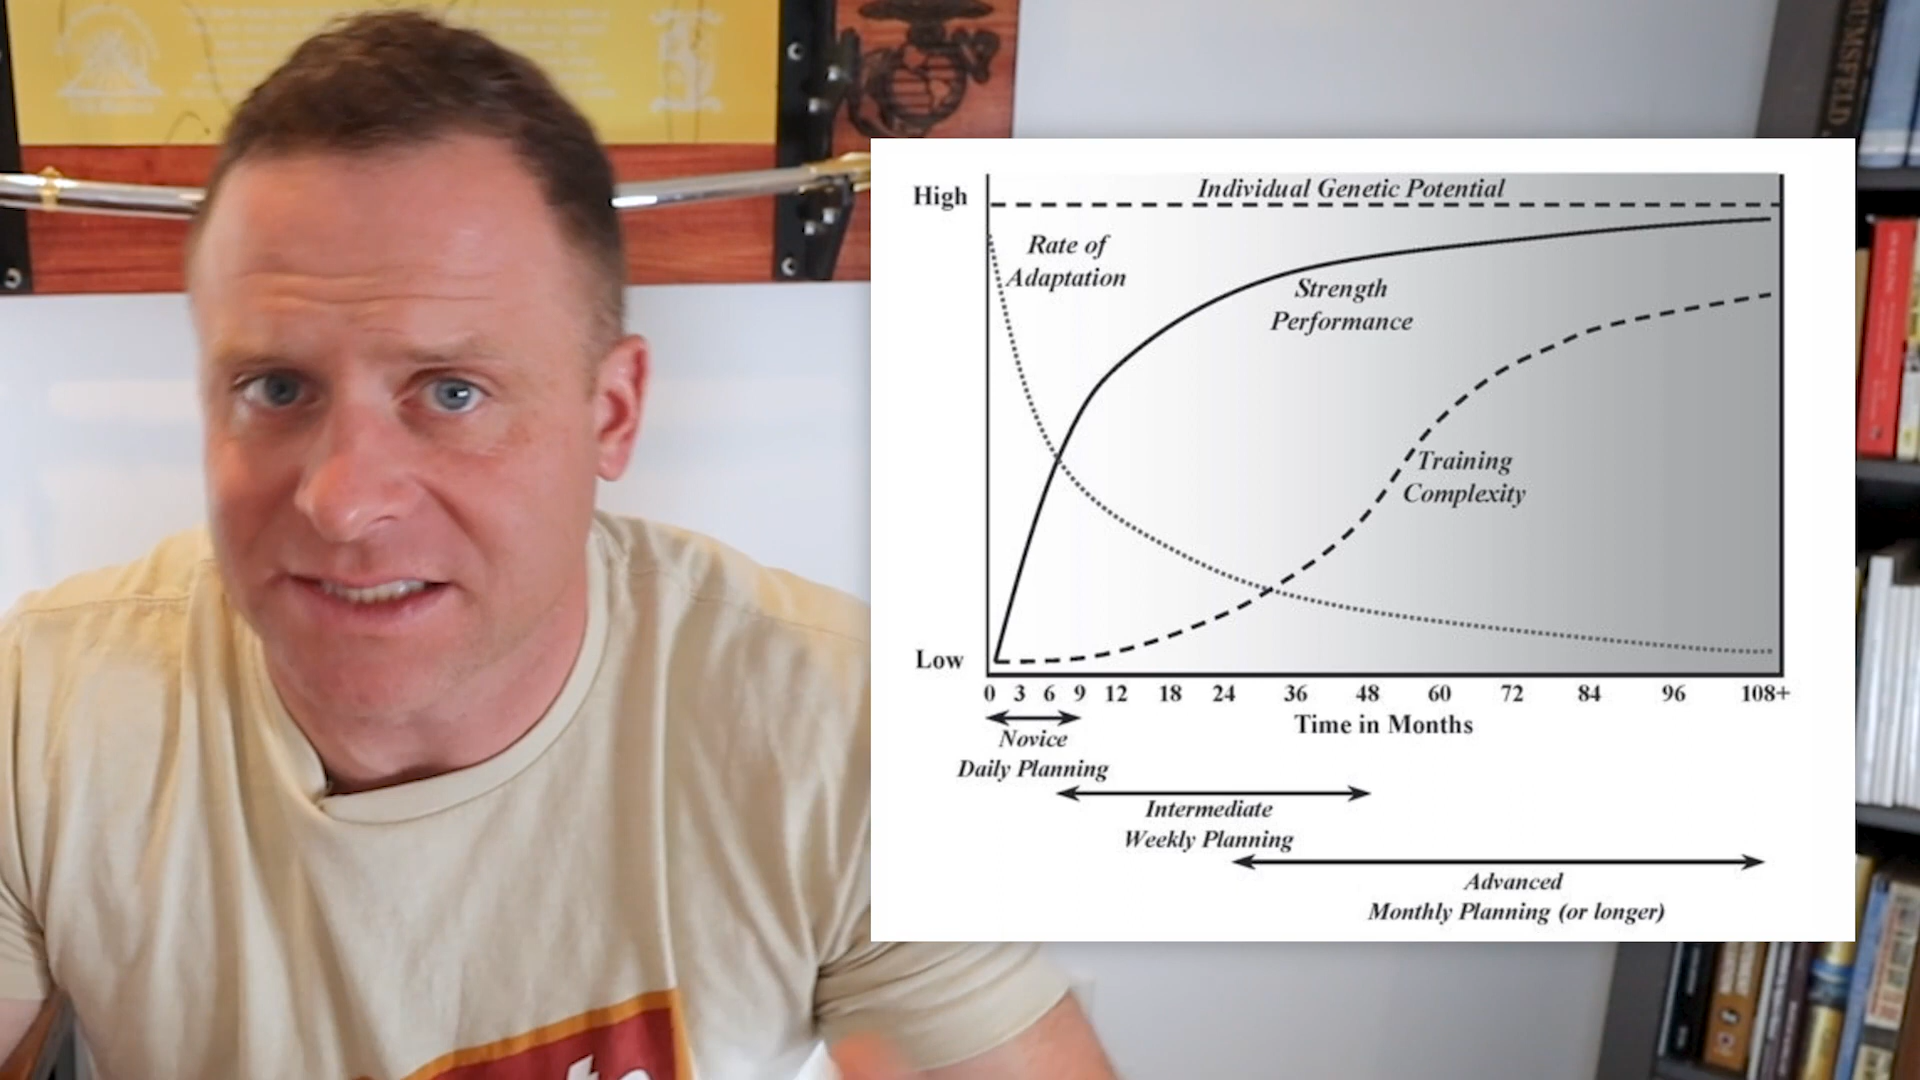 RUMSFELD
Individual Genetic Potential
High
Rate of
Adaptation
Strength
Performance
Training
Complexity
Low
0 3 6 9 12 18 24 36 48 60 72 84 96 108+
Time in Months
Novice
Daily Planning
Intermediate
Weekly Planning
Advanced
Monthly Planning (or longer)